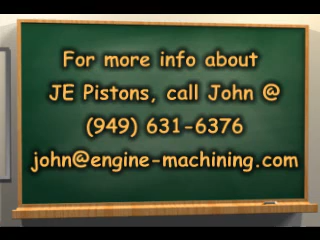 For more info about
JE Pistons, call John @
(949) 631-6376
john@engine-machining.com